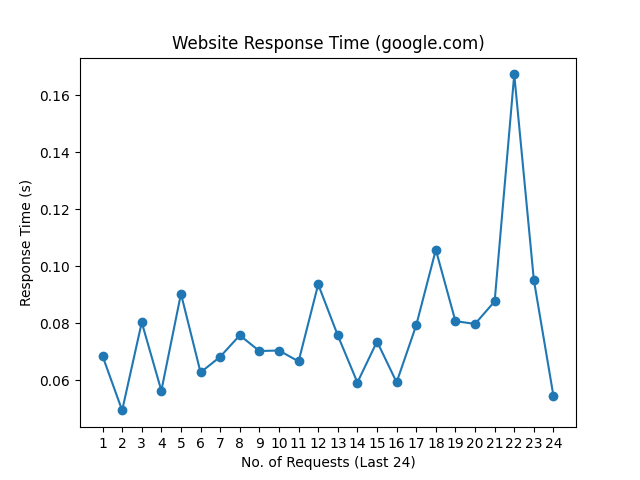 Website Response Time (google.com)
Response Time (s)
0.16
0.14
0.12
0.10
0.08
0.06
1 2 3 4 5 6 7 8 9 10 11 12 13 14 15 16 17 18 19 20 21 22 23 24
No. of Requests (Last 24)